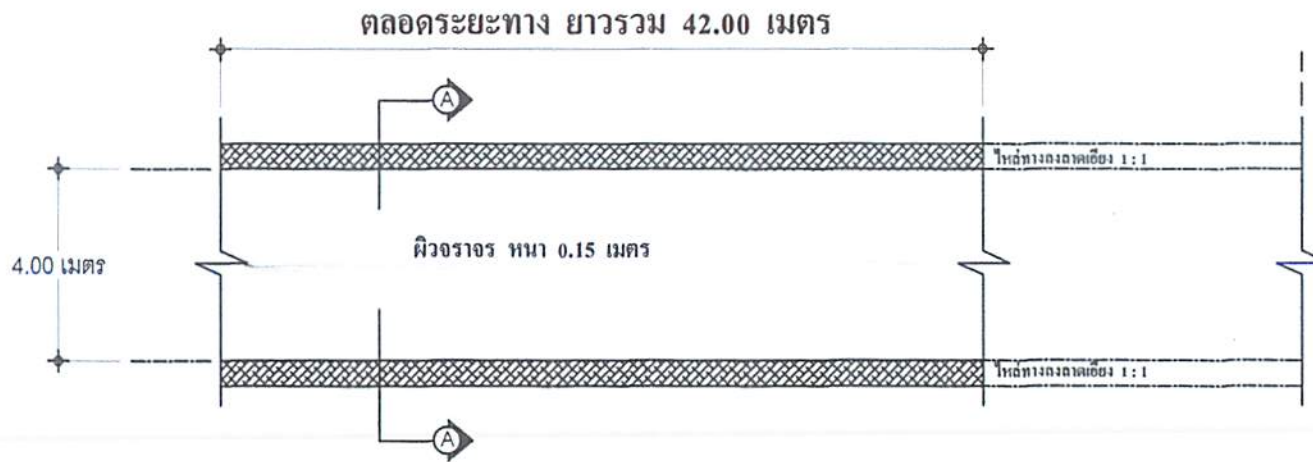 ตลอดระยะทาง ยาวรวม 42.00 เมตร
A
ไหล่ทางลงลาดเอียง 1 : 1
ผิวจราจร หนา 0.15 เมตร
4.00 เมตร
ไหล่ทางลงลาดเอียง 1 : 1
A